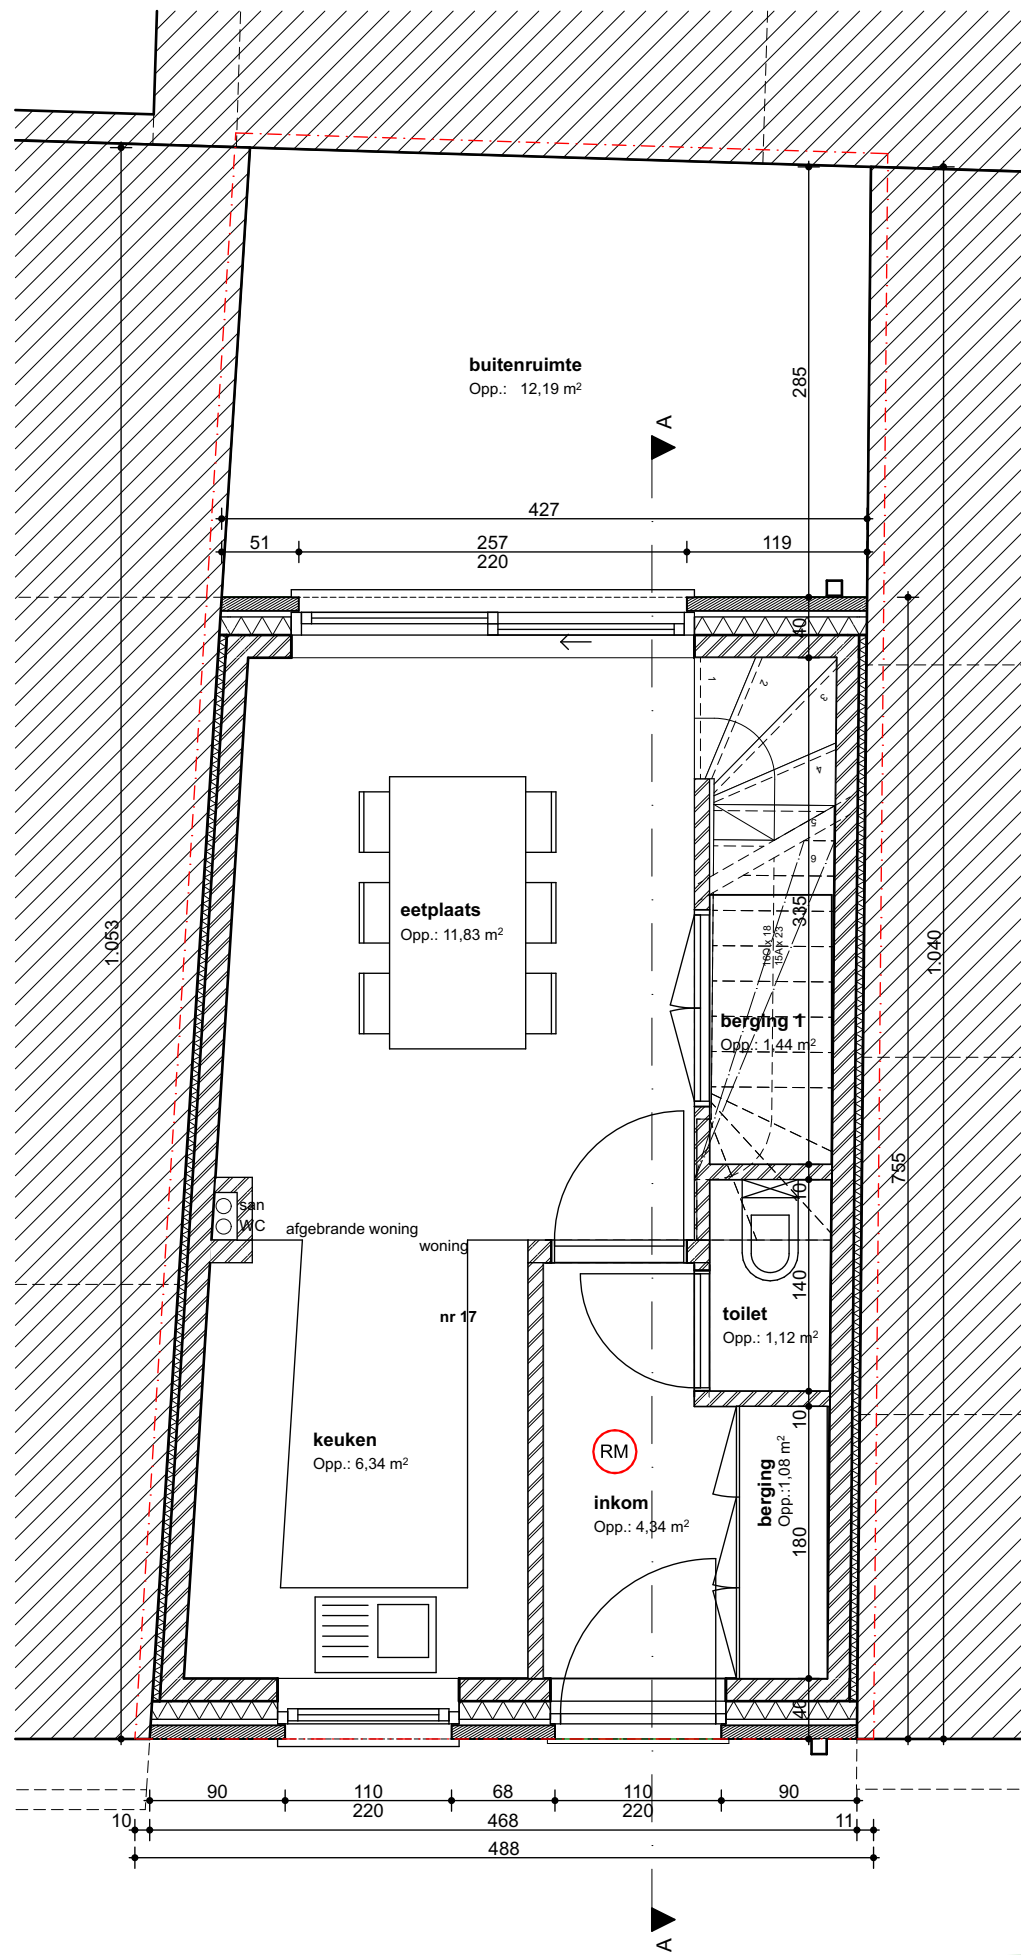 buitenruimte
Opp.: 12,19 m²
A
285
427
51
257
119
220
40
1
2
3
4
5
6
eetplaats
Opp.: 11,83 m²
335
16O x 18
15A x 23
1.053
1.040
berging 1
Opp.: 1,44 m²
755
10
san
WC
afgebrande woning
woning
140
nr 17
toilet
Opp.: 1,12 m²
10
keuken
Opp.: 6,34 m²
RM
inkom
Opp.: 4,34 m²
berging
Opp.:1,08 m²
180
40
90
110
68
110
90
220
220
10
468
11
488
A